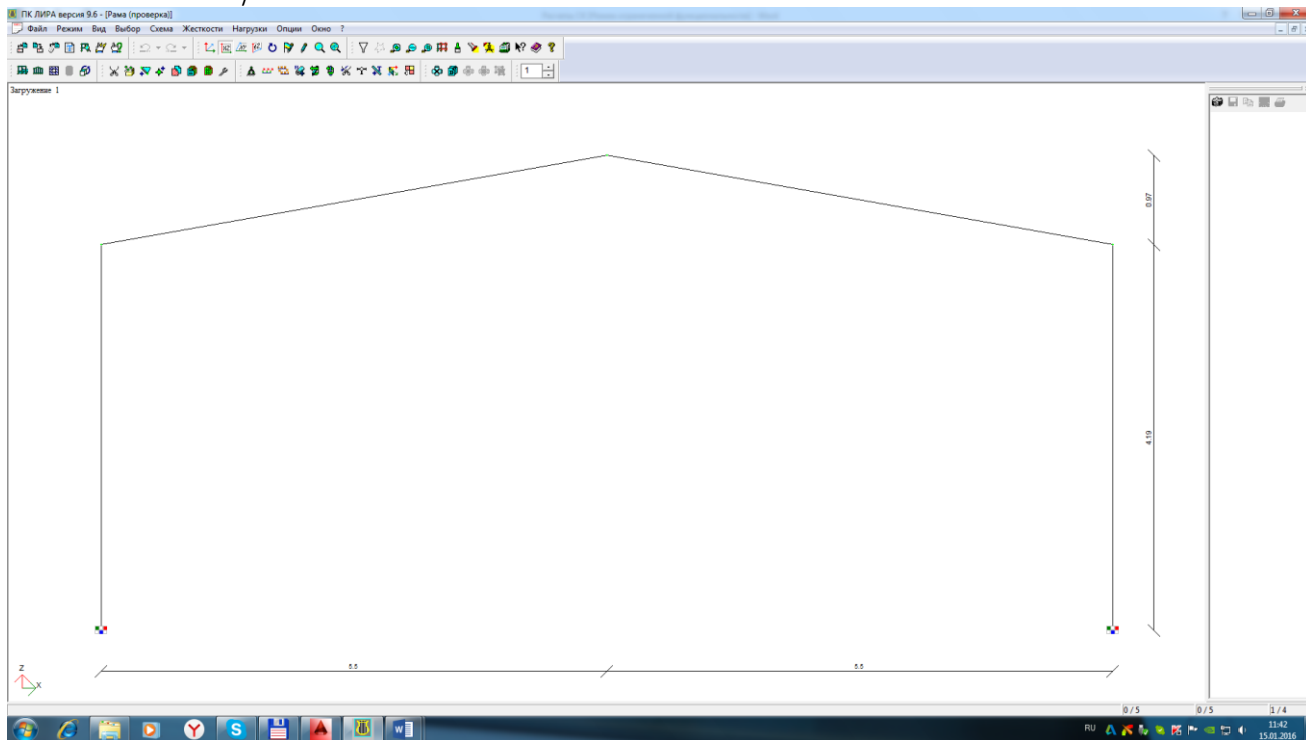 ПК ЛИРА версия 9.6 - [Рама (проверка)]
Файл Режим Вид Выбор Схема Жесткости Нагрузки Опции Окно ?
1
Загружение 1
0.97
4.19
5.5
5.5
Z
X
0 / 5
0 / 5
1 / 4
RU
11:42
15.01.2016